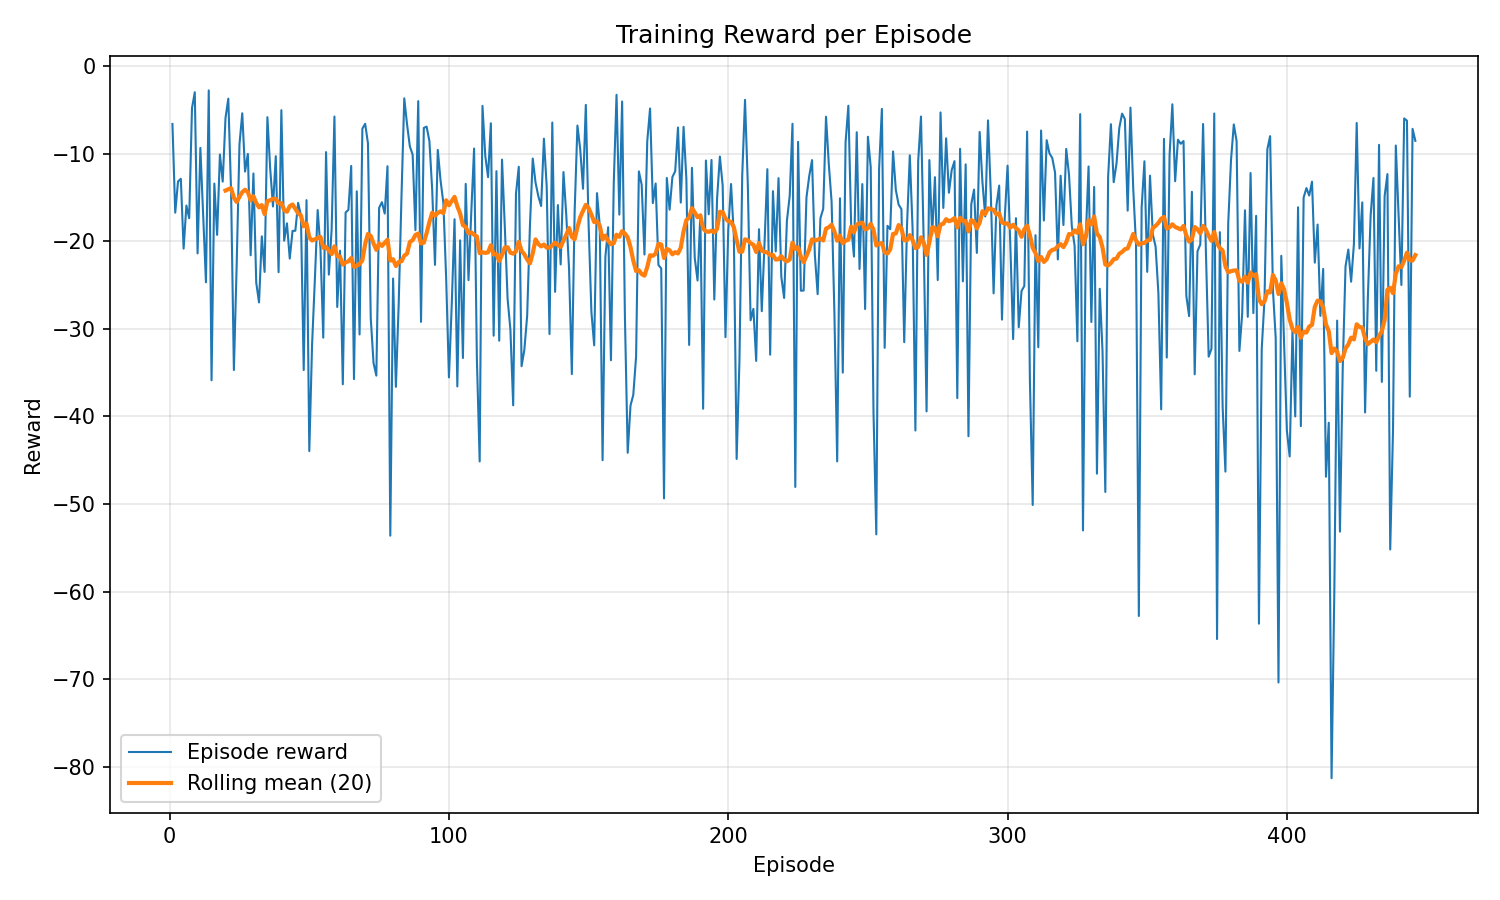 Training Reward per Episode
0
−10
−20
−30
−40
−50
−60
−70
−80
Reward
Episode reward
Rolling mean (20)
0
100
200
300
400
Episode